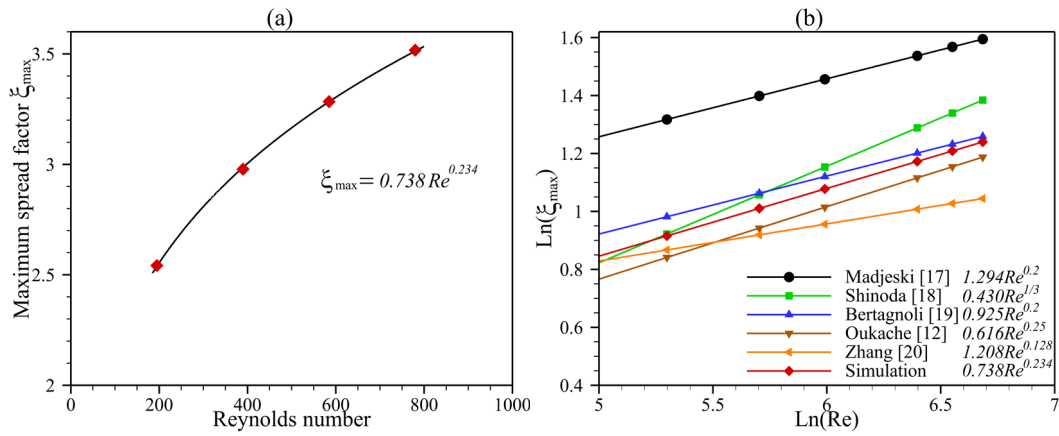 (a)
Maximum spread factor ξmax
3.5
3
2.5
2
0 200 400 600 800 1000
Reynolds number
ξmax = 0.738 Re^0.234
(b)
Ln(ξmax)
1.6
1.4
1.2
1
0.8
0.6
0.4
5 5.5 6 6.5 7
Ln(Re)
Madjeski [17] 1.294Re^0.2
Shinoda [18] 0.430Re^1/3
Bertagnoli [19] 0.925Re^0.2
Oukache [12] 0.616Re^0.25
Zhang [20] 1.208Re^0.128
Simulation 0.738Re^0.234